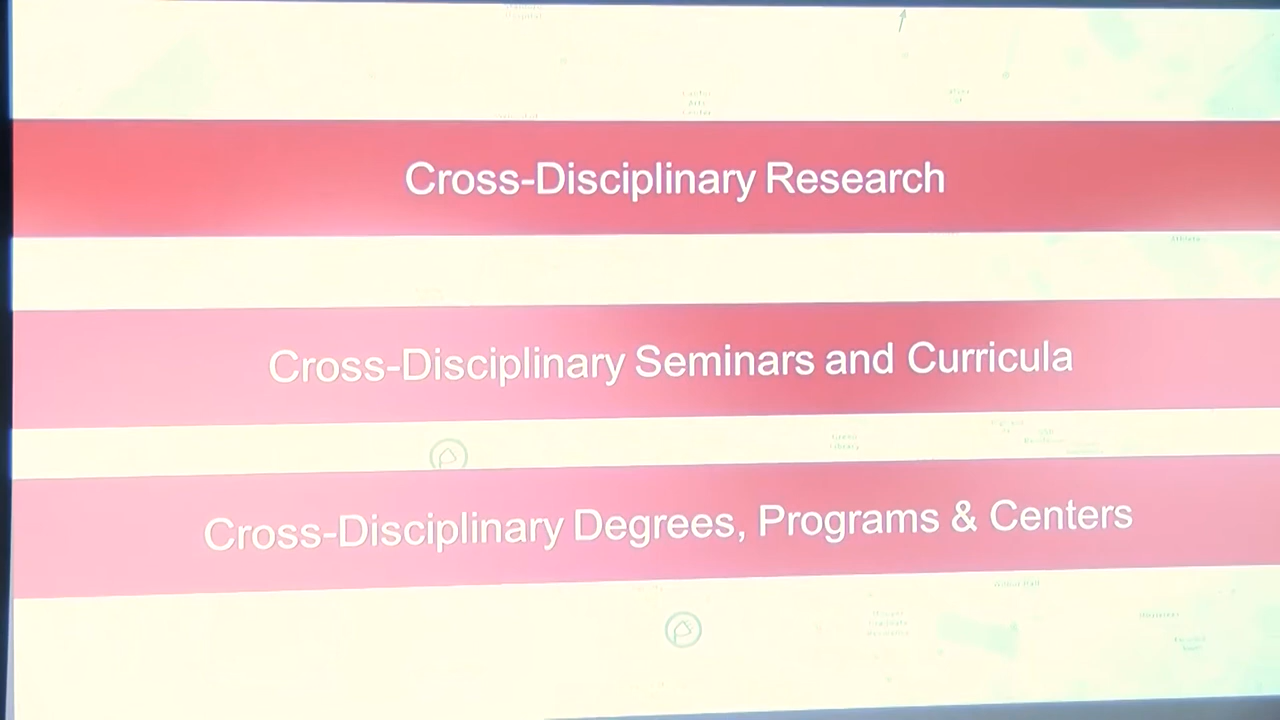 Cross-Disciplinary Research
Cross-Disciplinary Seminars and Curricula
Cross-Disciplinary Degrees, Programs & Centers